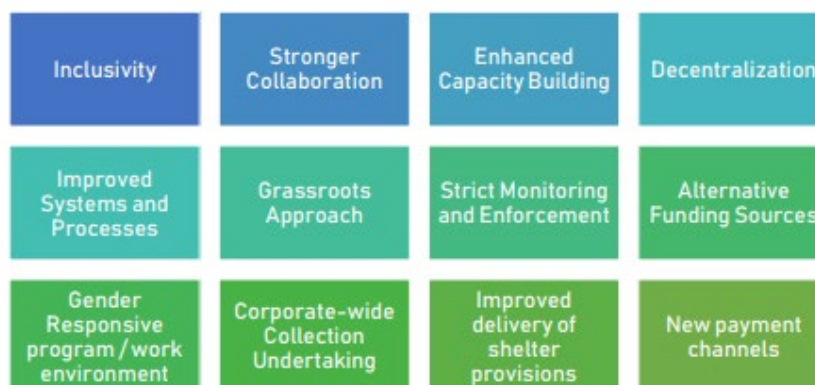 Inclusivity
Stronger
Collaboration
Enhanced
Capacity Building
Decentralization
Improved
Systems and
Processes
Grassroots
Approach
Strict Monitoring
and Enforcement
Alternative
Funding Sources
Gender
Responsive
program / work
environment
Corporate-wide
Collection
Undertaking
Improved
delivery of
shelter
provisions
New payment
channels